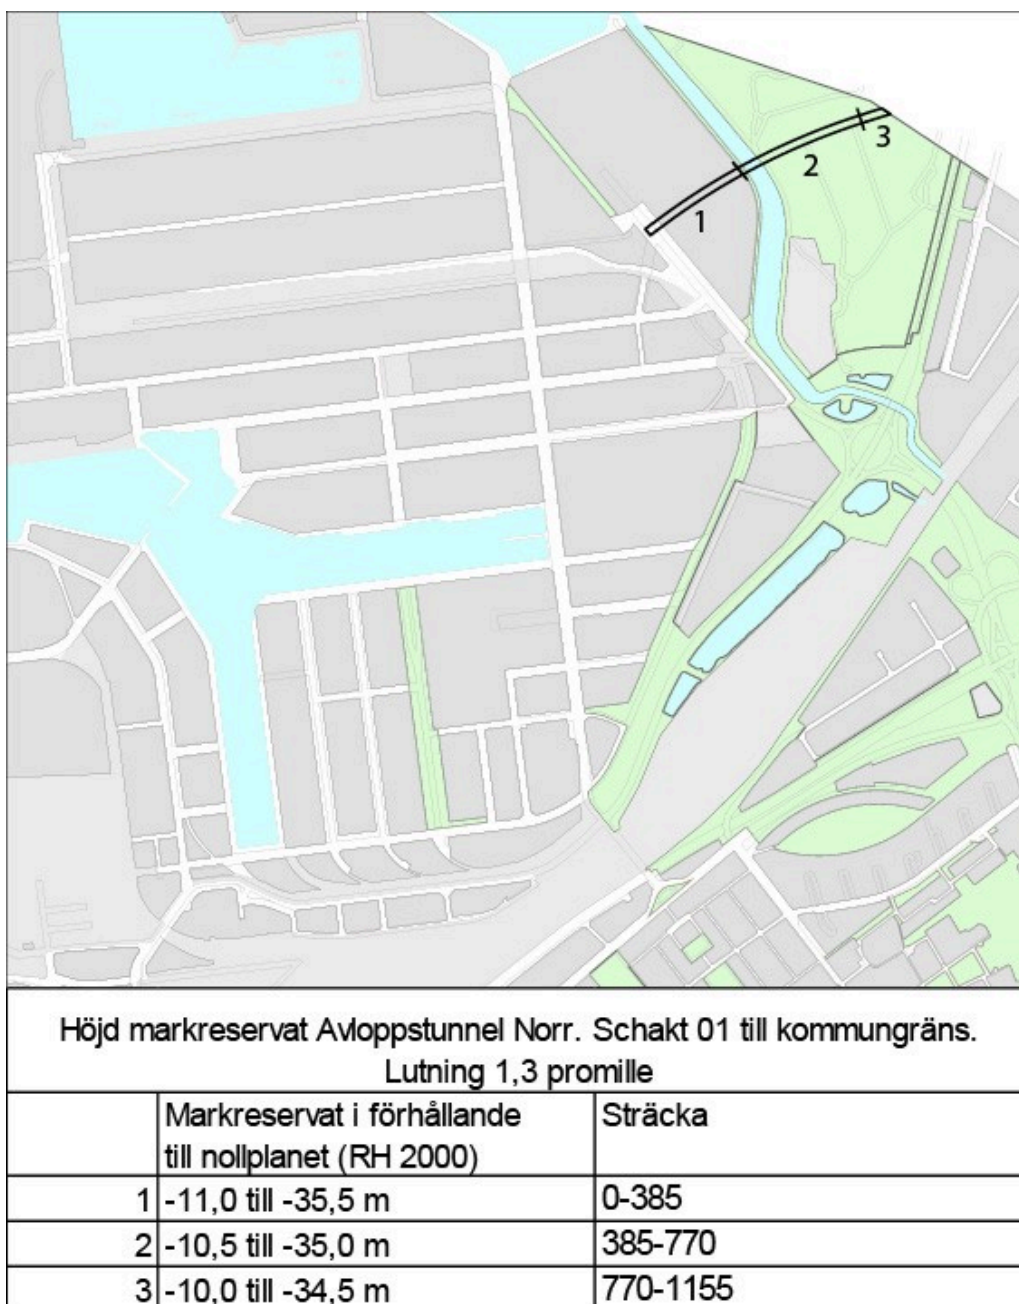 1
2
3
Höjd markreservat Avloppstunnel Norr. Schakt 01 till kommungräns.
Lutning 1,3 promille
Markreservat i förhållande
till nollplanet (RH 2000)
Sträcka
1 -11,0 till -35,5 m 0-385
2 -10,5 till -35,0 m 385-770
3 -10,0 till -34,5 m 770-1155